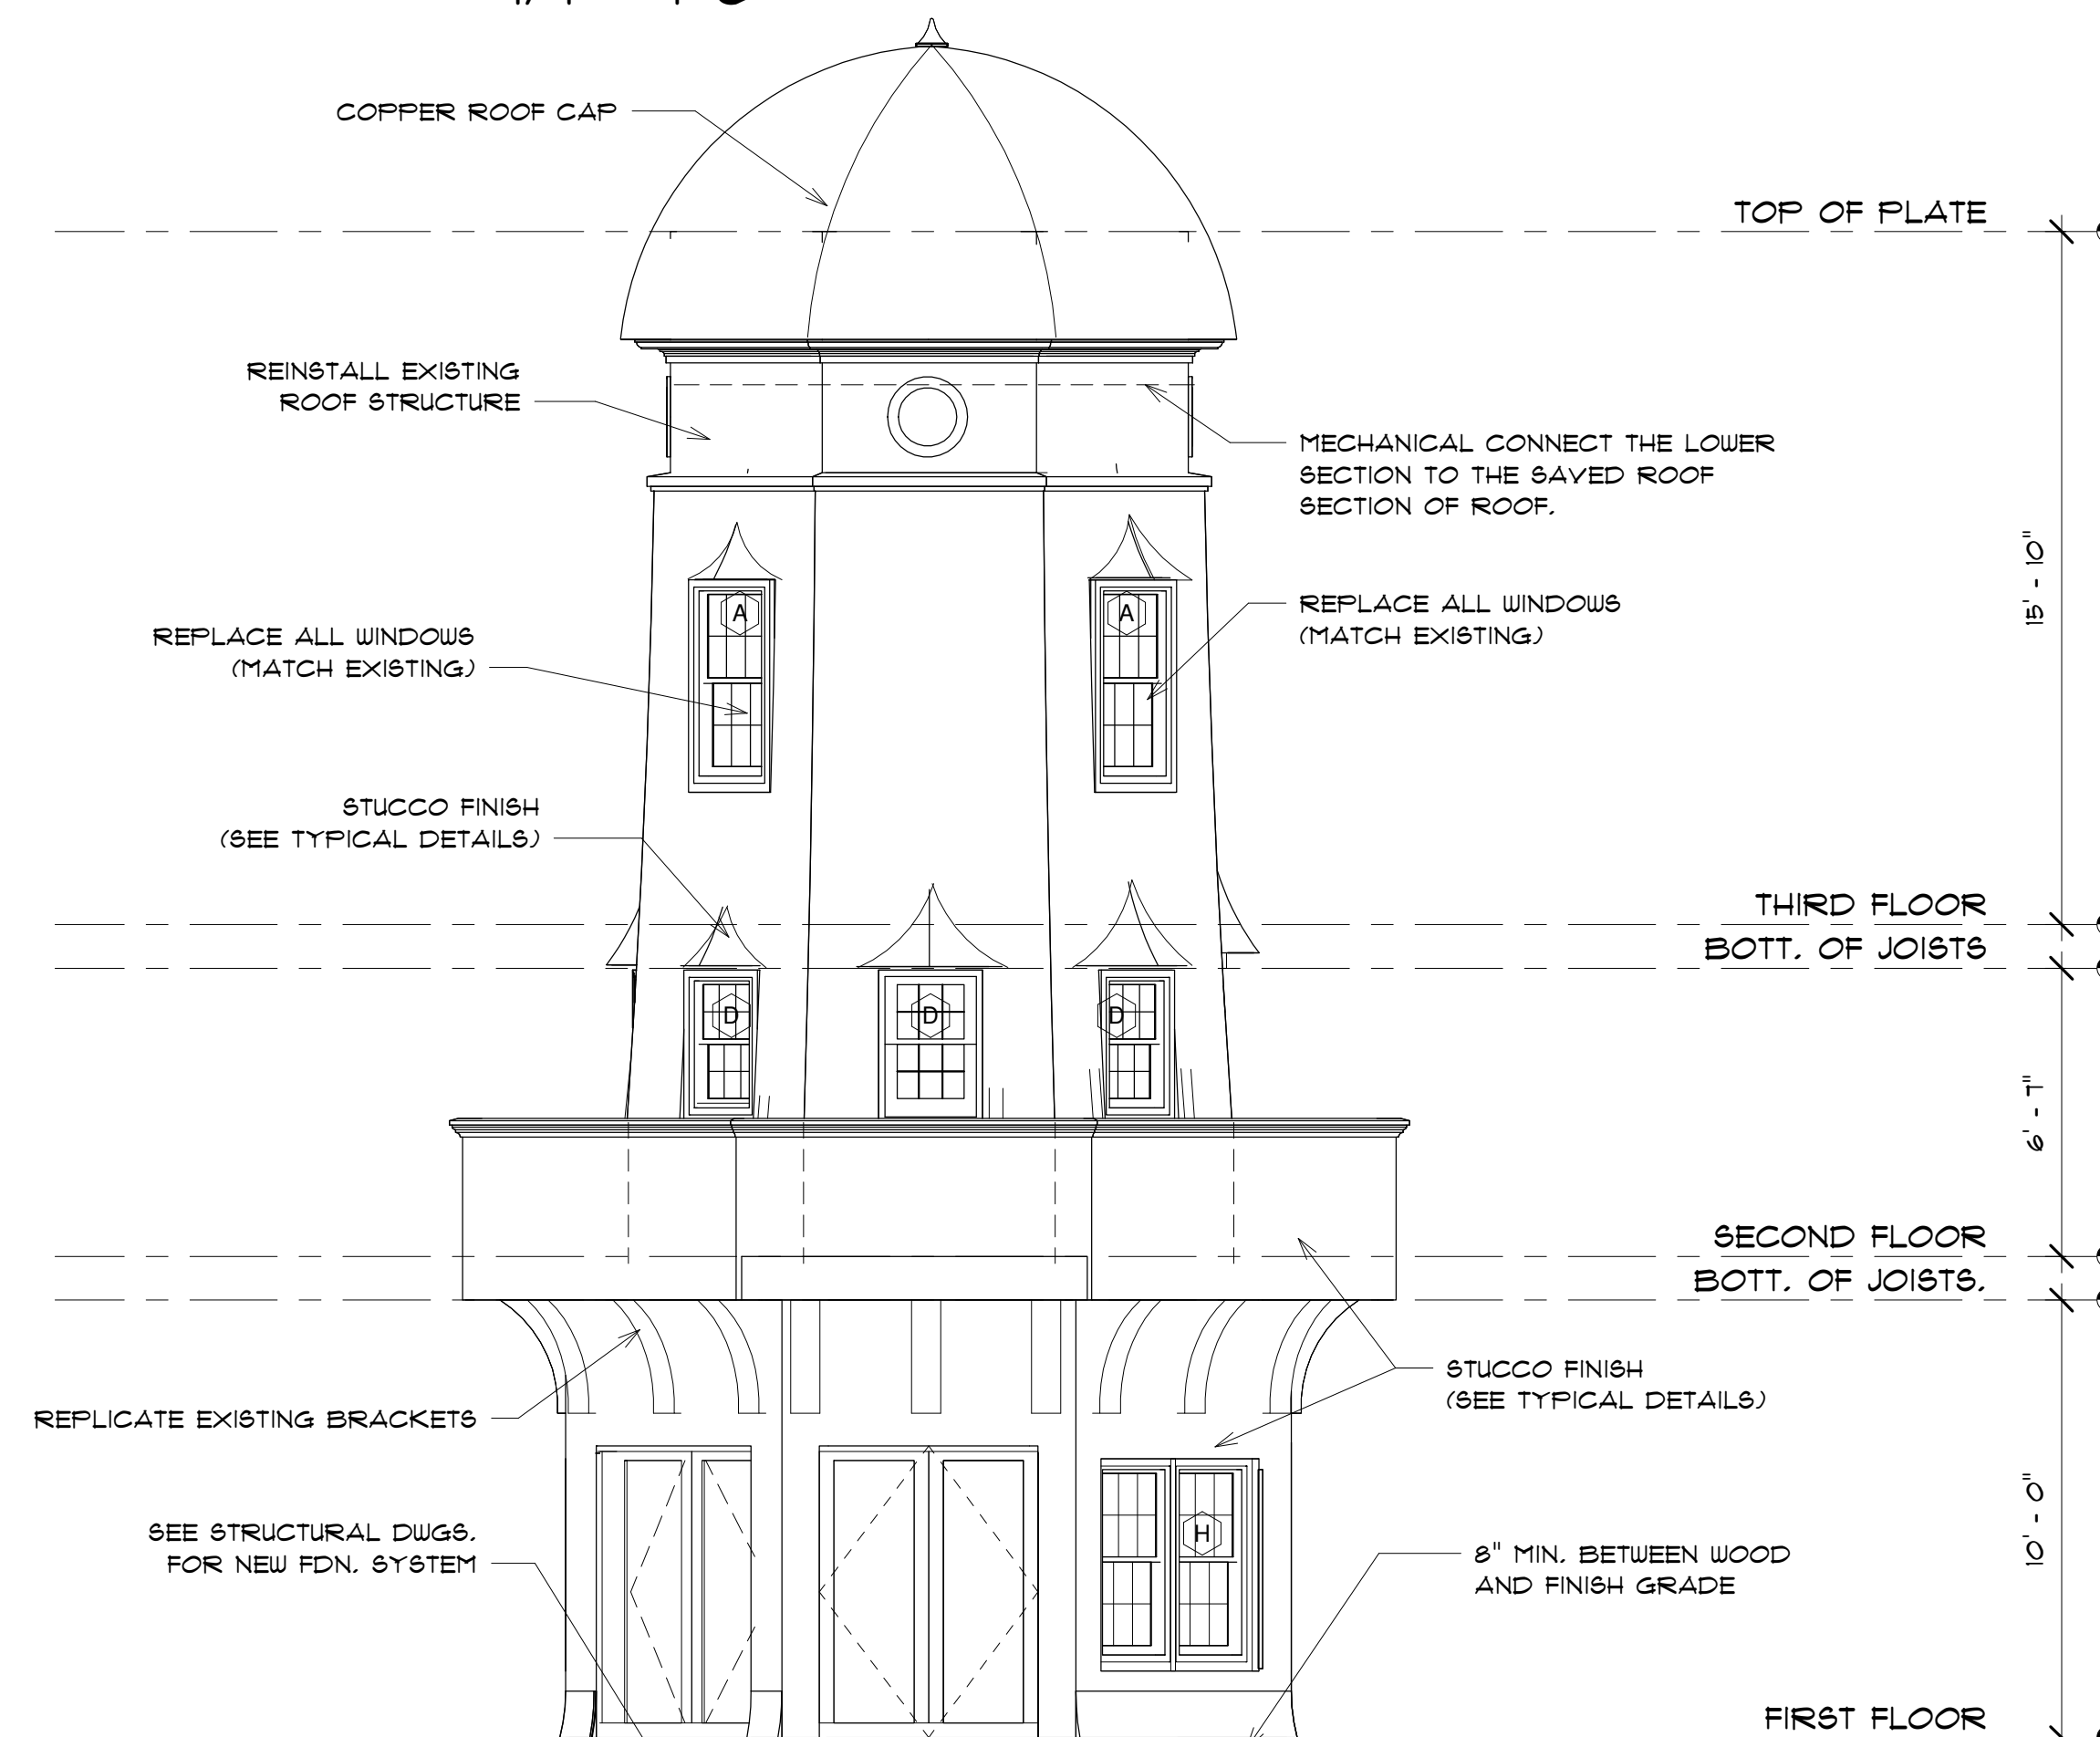 COPPER ROOF CAP
TOP OF PLATE
REINSTALL EXISTING
ROOF STRUCTURE
MECHANICAL CONNECT THE LOWER
SECTION TO THE SAVED ROOF
SECTION OF ROOF.
15' - 10"
A
A
REPLACE ALL WINDOWS
(MATCH EXISTING)
REPLACE ALL WINDOWS
(MATCH EXISTING)
STUCCO FINISH
(SEE TYPICAL DETAILS)
THIRD FLOOR
BOTT. OF JOISTS
D
D
D
6' - 7"
SECOND FLOOR
BOTT. OF JOISTS.
STUCCO FINISH
(SEE TYPICAL DETAILS)
REPLICATE EXISTING BRACKETS
10' - 0"
H
SEE STRUCTURAL DWGS.
FOR NEW FDN. SYSTEM
8" MIN. BETWEEN WOOD
AND FINISH GRADE
FIRST FLOOR